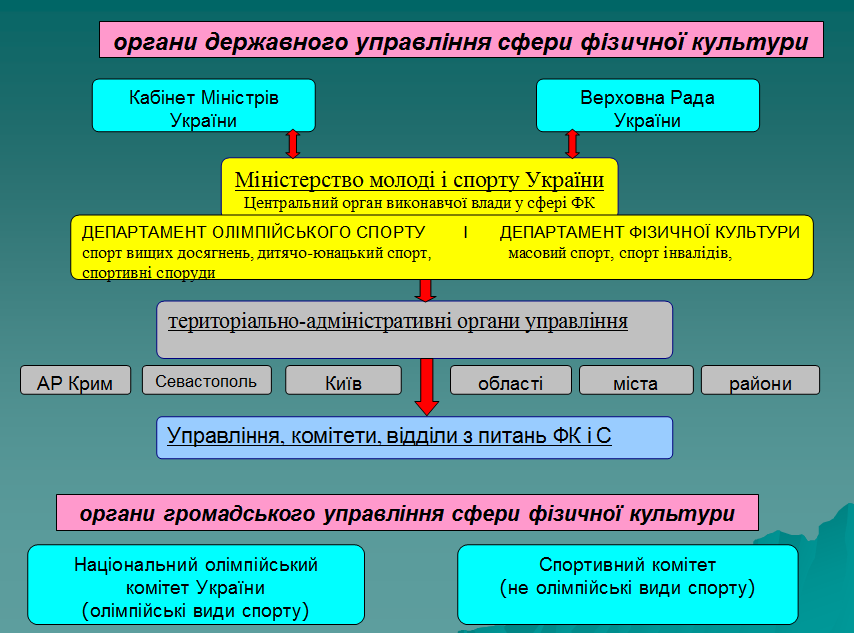 органи державного управління сфери фізичної культури
Кабінет Міністрів
України
Верховна Рада
України
Міністерство молоді і спорту України
Центральний орган виконавчої влади у сфері ФК
ДЕПАРТАМЕНТ ОЛІМПІЙСЬКОГО СПОРТУ І ДЕПАРТАМЕНТ ФІЗИЧНОЇ КУЛЬТУРИ
спорт вищих досягнень, дитячо-юнацький спорт, масовий спорт, спорт інвалідів,
спортивні споруди
територіально-адміністративні органи управління
АР Крим Севастополь Київ області міста райони
Управління, комітети, відділи з питань ФК і С
органи громадського управління сфери фізичної культури
Національний олімпійський
комітет України
(олімпійські види спорту)
Спортивний комітет
(не олімпійські види спорту)